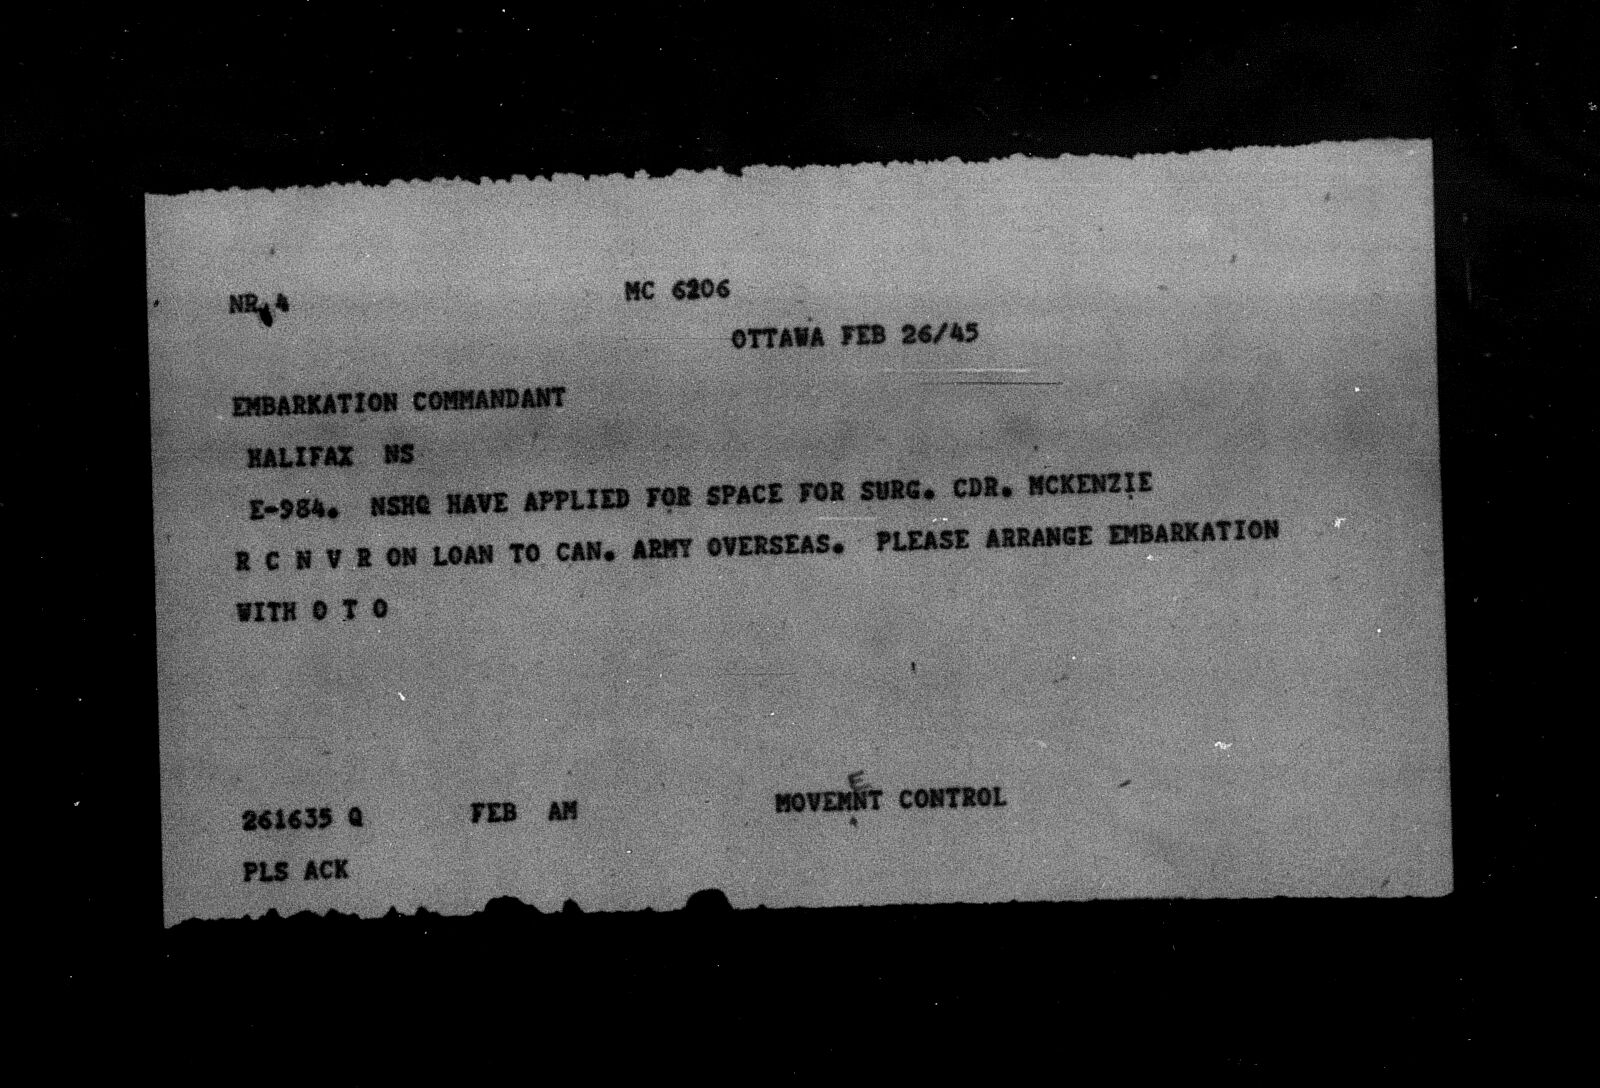 NR 4 MC 6206
OTTAWA FEB 26/45
EMBARKATION COMMANDANT
HALIFAX NS
E-984. NSHQ HAVE APPLIED FOR SPACE FOR SURG. CDR. MCKENZIE
R C N V R ON LOAN TO CAN. ARMY OVERSEAS. PLEASE ARRANGE EMBARKATION
WITH O T O
E
261635 Q FEB AM MOVEMNT CONTROL
PLS ACK